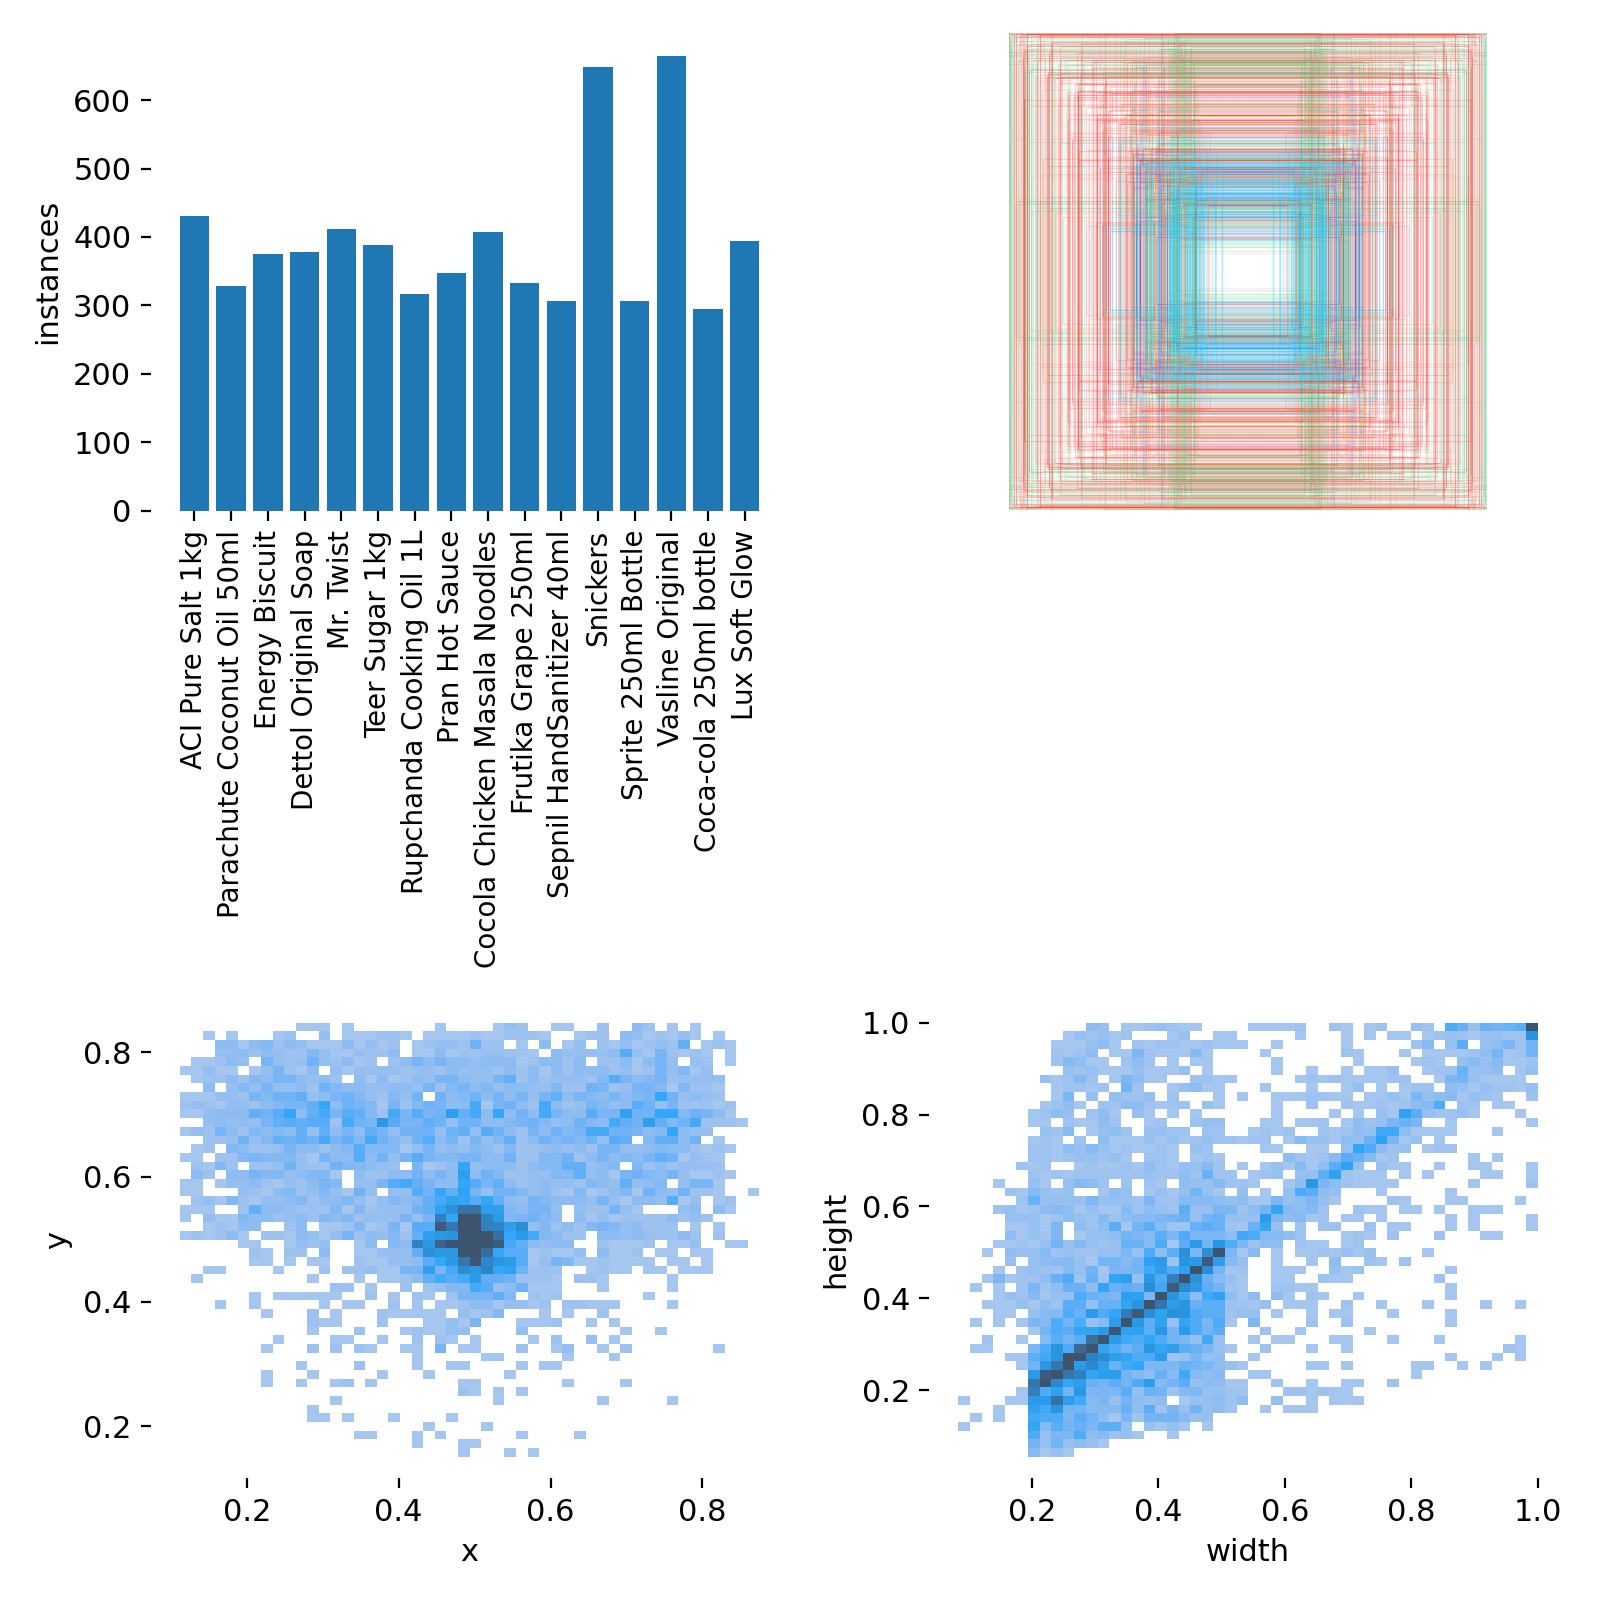 600
500
400
300
200
100
0
instances
ACI Pure Salt 1kg
Parachute Coconut Oil 50ml
Energy Biscuit
Dettol Original Soap
Mr. Twist
Teer Sugar 1kg
Rupchanda Cooking Oil 1L
Pran Hot Sauce
Cocola Chicken Masala Noodles
Frutika Grape 250ml
Sepnil HandSanitizer 40ml
Snickers
Sprite 250ml Bottle
Vasline Original
Coca-cola 250ml bottle
Lux Soft Glow
0.8
0.6
0.4
0.2
y
0.2 0.4 0.6 0.8
x
1.0
0.8
0.6
0.4
0.2
height
0.2 0.4 0.6 0.8 1.0
width